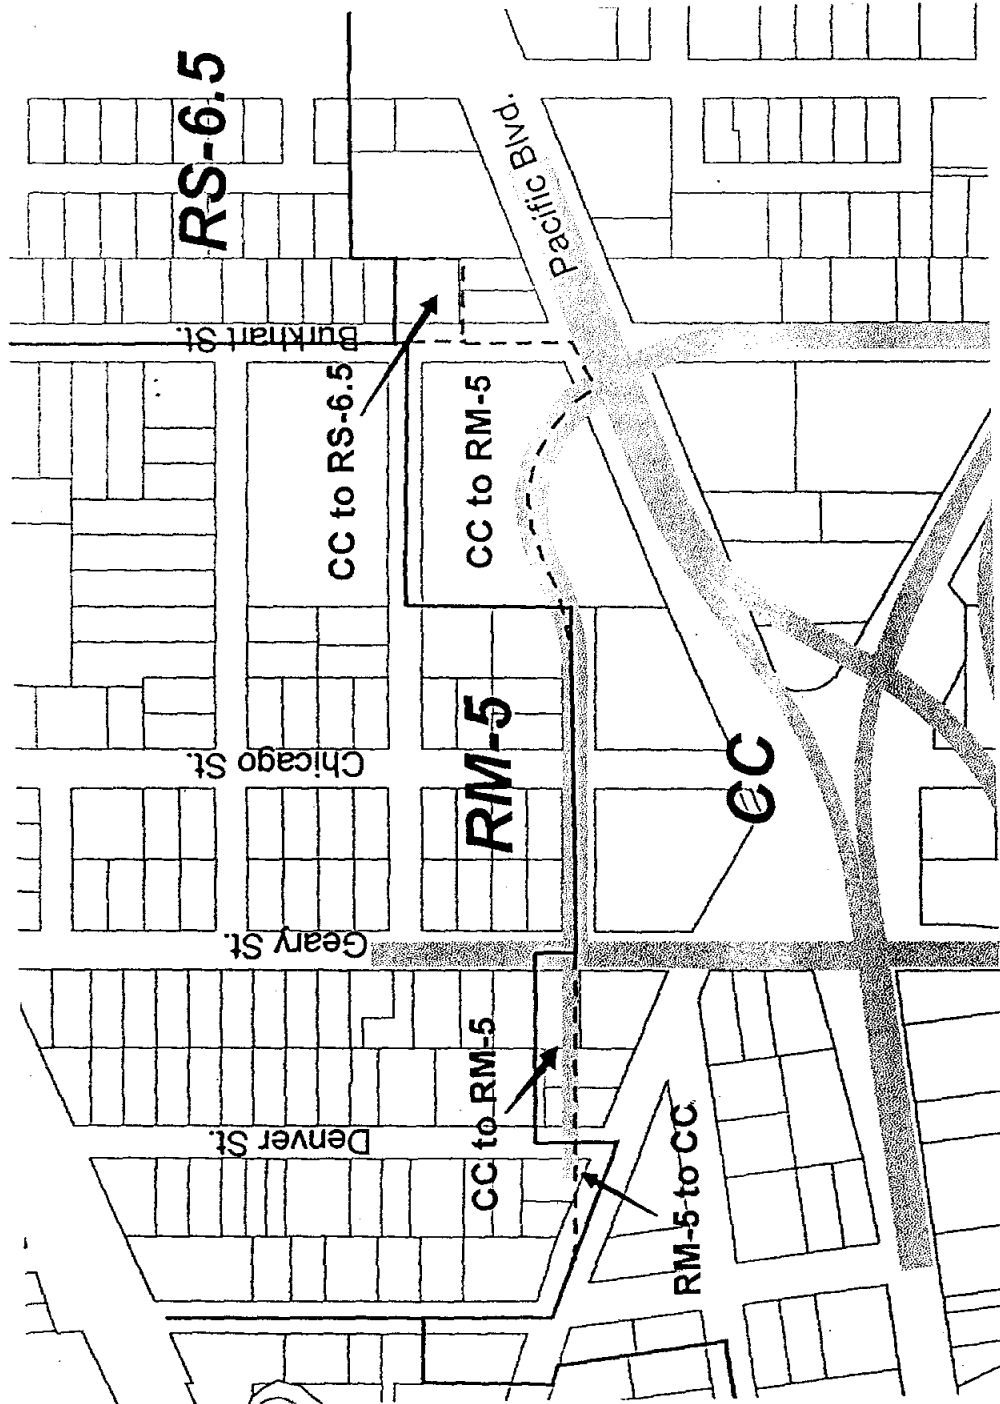 RS-6.5
Pacific Blvd.
Burkhart St.
CC to RS-6.5
CC to RM-5
Chicago St.
RM-5
CC
Geary St.
CC to RM-5
Denver St.
RM-5 to CC